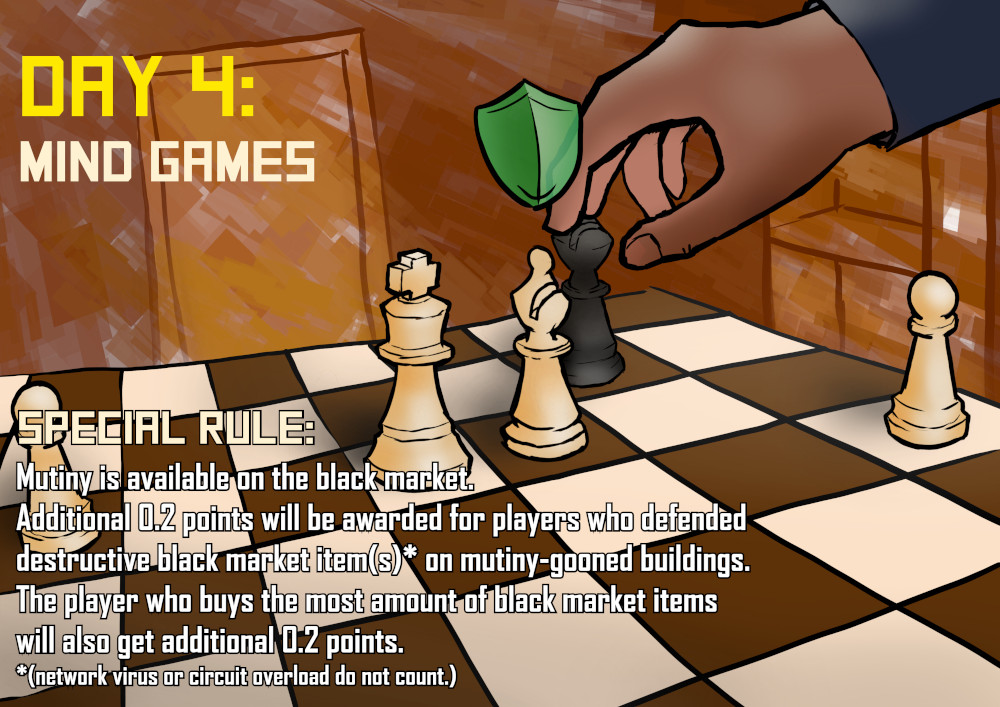 DAY 4:
MIND GAMES
SPECIAL RULE:
Mutiny is available on the black market.
Additional 0.2 points will be awarded for players who defended
destructive black market item(s)* on mutiny-gooned buildings.
The player who buys the most amount of black market items
will also get additional 0.2 points.
*(network virus or circuit overload do not count.)